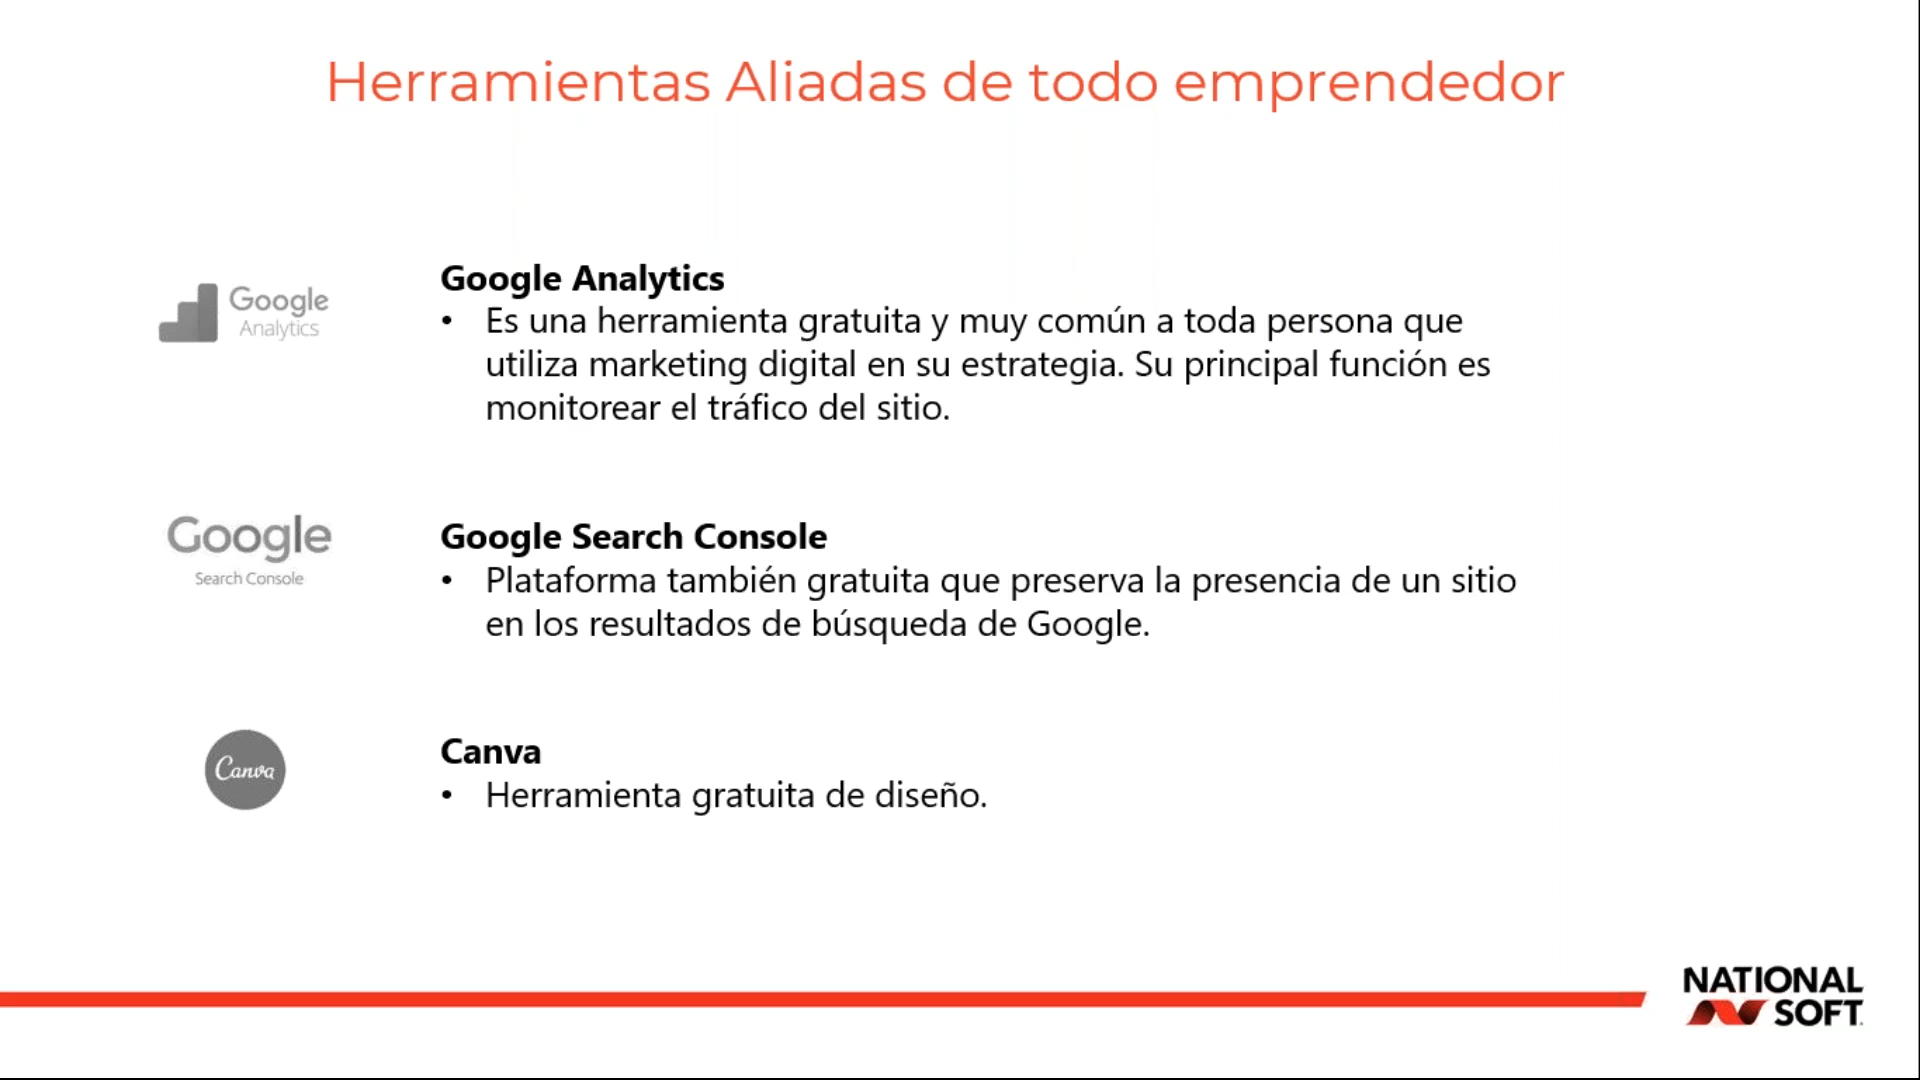 Herramientas Aliadas de todo emprendedor
Google
Analytics
Google Analytics
• Es una herramienta gratuita y muy común a toda persona que
utiliza marketing digital en su estrategia. Su principal función es
monitorear el tráfico del sitio.
Google
Search Console
Google Search Console
• Plataforma también gratuita que preserva la presencia de un sitio
en los resultados de búsqueda de Google.
Canva
Canva
• Herramienta gratuita de diseño.
NATIONAL
SOFT